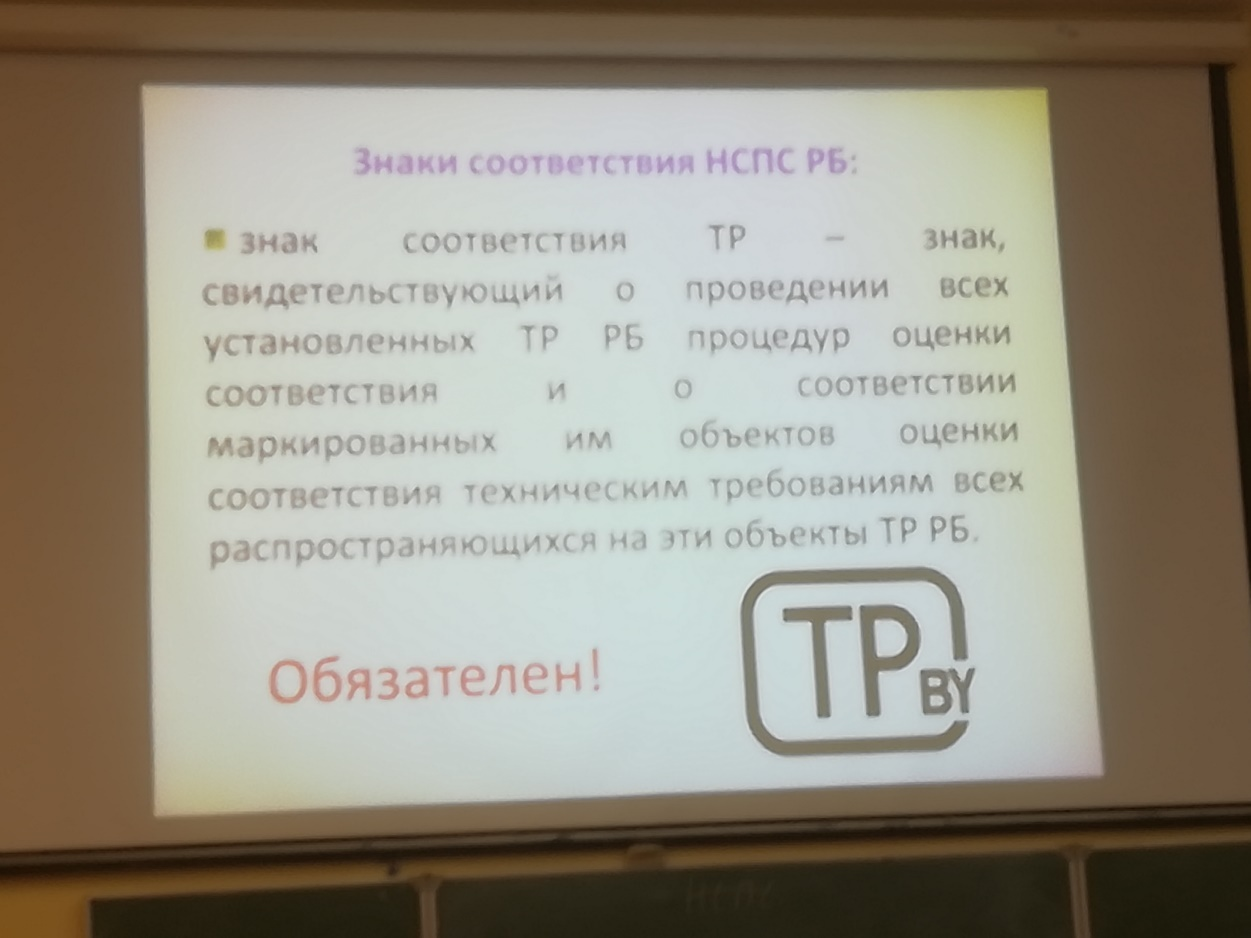 Знаки соответствия НСПС РБ:
знак соответствия ТР – знак,
свидетельствующий о проведении всех
установленных ТР РБ процедур оценки
соответствия и о соответствии
маркированных им объектов оценки
соответствия техническим требованиям всех
распространяющихся на эти объекты ТР РБ.
Обязателен!
ТР BY